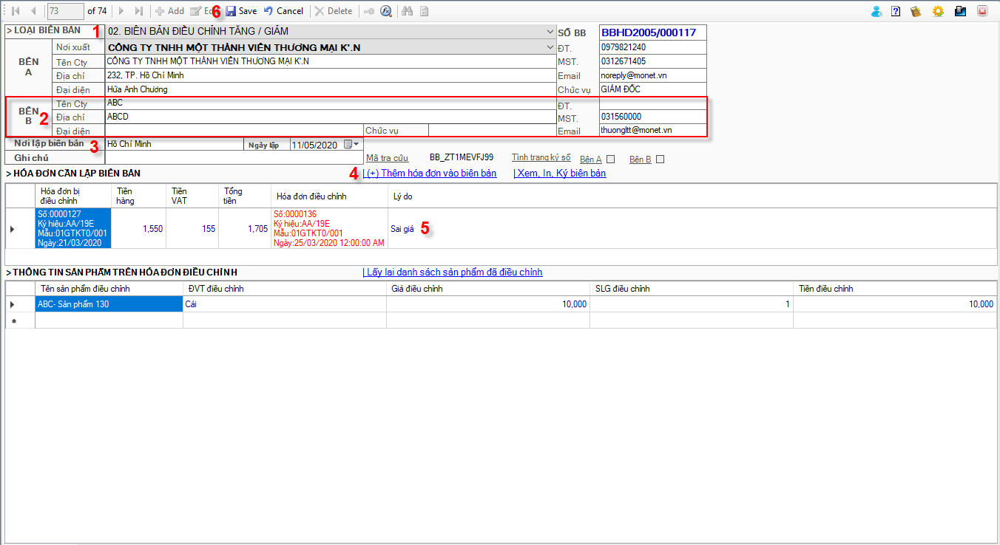 73 of 74 Add Ed 6 Save Cancel Delete
> LOẠI BIÊN BẢN 1 02. BIÊN BẢN ĐIỀU CHỈNH TĂNG / GIẢM SỐ BB BBHD2005/000117
BÊN A
Nơi xuất CÔNG TY TNHH MỘT THÀNH VIÊN THƯƠNG MẠI K'.N ĐT. 0979821240
Tên Cty CÔNG TY TNHH MỘT THÀNH VIÊN THƯƠNG MẠI K'.N MST. 0312671405
Địa chỉ 232, TP. Hồ Chí Minh Email noreply@monet.vn
Đại diện Hứa Anh Chương Chức vụ GIÁM ĐỐC
BÊN B 2
Tên Cty ABC ĐT.
Địa chỉ ABCD MST. 031560000
Đại diện Chức vụ Email thuongltt@monet.vn
Nơi lập biên bản 3 Hồ Chí Minh Ngày lập 11/05/2020
Ghi chú Mã tra cứu BB_ZT1MEVFJ99 Tình trạng ký số Bên A Bên B
> HÓA ĐƠN CẦN LẬP BIÊN BẢN 4 | (+) Thêm hóa đơn vào biên bản | Xem, In, Ký biên bản
Hóa đơn bị điều chỉnh Tiền hàng Tiền VAT Tổng tiền Hóa đơn điều chỉnh Lý do
Số:0000127 Số:0000136
Ký hiệu:AA/19E 1,550 155 1,705 Ký hiệu:AA/19E Sai giá 5
Mẫu:01GTKT0/001 Mẫu:01GTKT0/001
Ngày:21/03/2020 Ngày:25/03/2020 12:00:00 AM
> THÔNG TIN SẢN PHẨM TRÊN HÓA ĐƠN ĐIỀU CHỈNH | Lấy lại danh sách sản phẩm đã điều chỉnh
Tên sản phẩm điều chỉnh ĐVT điều chỉnh Giá điều chỉnh SLG điều chỉnh Tiền điều chỉnh
ABC- Sản phẩm 130 Cái 10,000 1 10,000